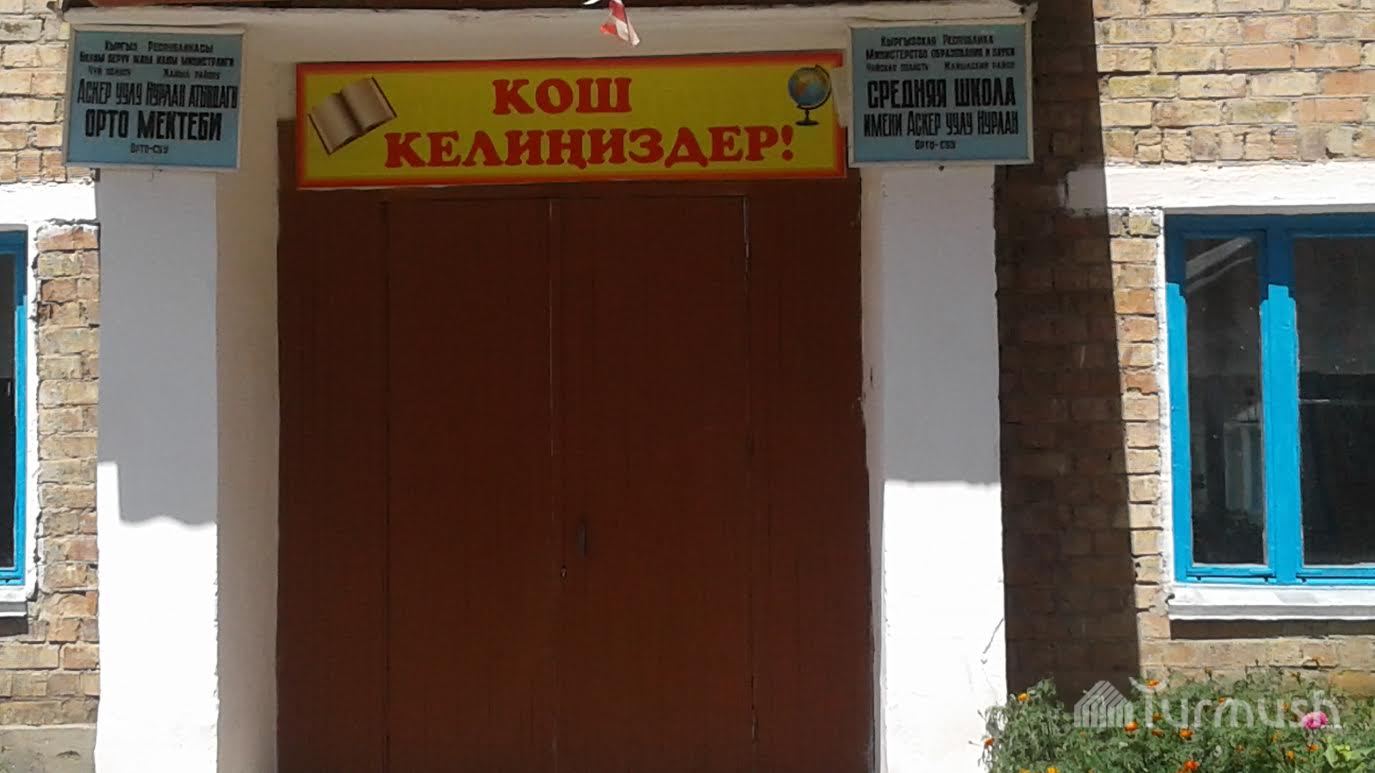 Кыргыз Республикасы
Билим берүү жана илим министрлиги
Чүй облусу Жайыл району
Аскер уулу Нурлан атындагы
ОРТО МЕКТЕБИ
Орто-Суу
КОШ
КЕЛИҢИЗДЕР!
Кыргызская Республика
Министерство образования и науки
Чуйская область Жайылский район
СРЕДНЯЯ ШКОЛА
имени Аскер уулу Нурлан
Орто-Суу
Turmush